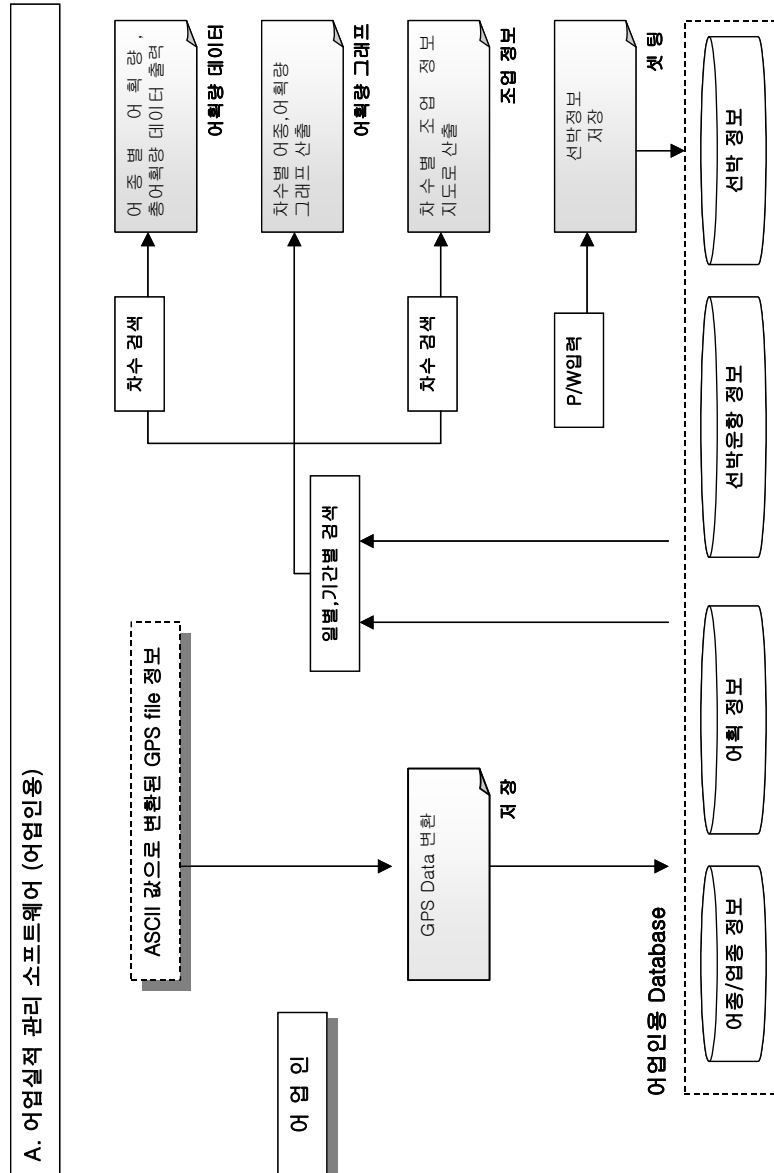 A. 어업실적 관리 소프트웨어 (어업인용)
어 업 인
ASCII 값으로 변환된 GPS file 정보
GPS Data 변환
저 장
일별,기간별 검색
차수 검색
어 종 별 어 획 량 ,
총어획량 데이터 출력
어획량 데이터
차수별 어종,어획량
그래프 산출
어획량 그래프
차수 검색
차 수 별 조 업 정 보
지도로 산출
조업 정보
P/W입력
선박정보
저장
셋 팅
어업인용 Database
어종/업종 정보
어획 정보
선박운항 정보
선박 정보